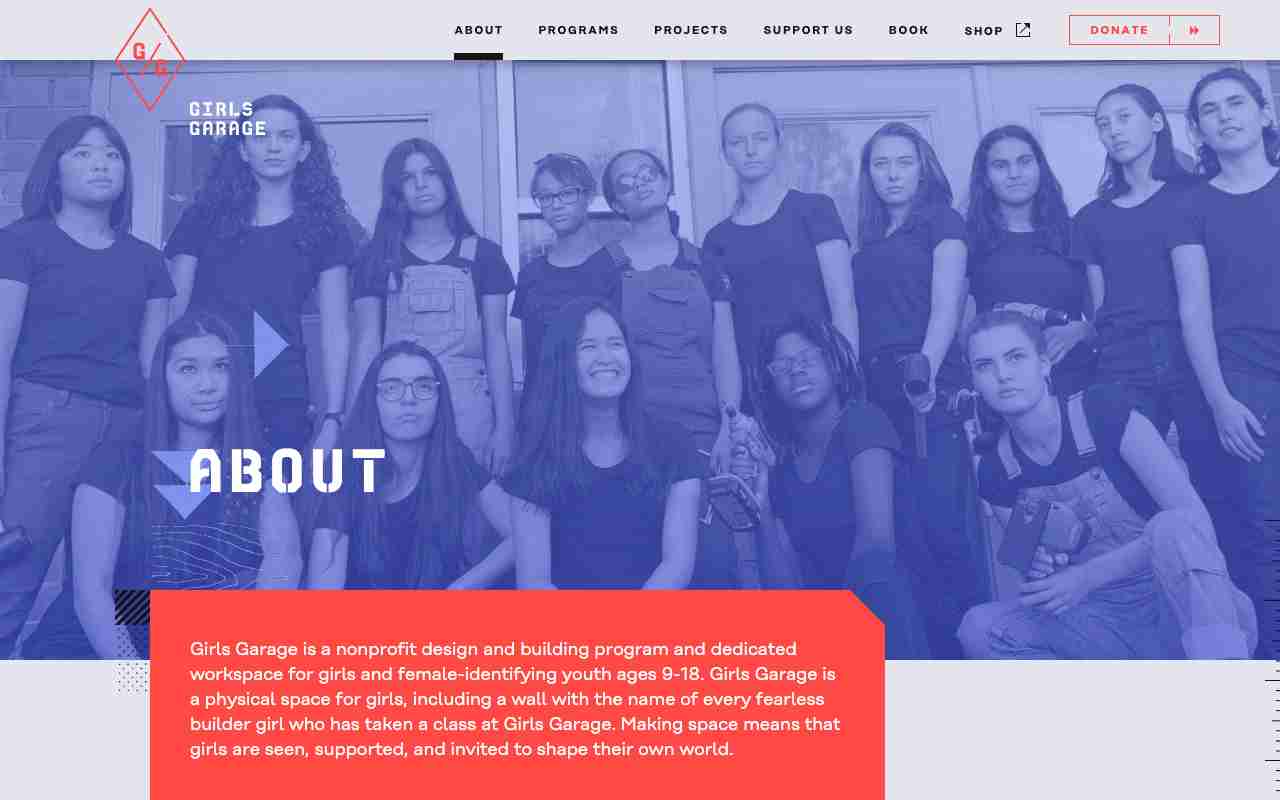 ABOUT
PROGRAMS
PROJECTS
SUPPORT US
BOOK
SHOP
DONATE
G/G
GIRLS
GARAGE
ABOUT
Girls Garage is a nonprofit design and building program and dedicated
workspace for girls and female-identifying youth ages 9-18. Girls Garage is
a physical space for girls, including a wall with the name of every fearless
builder girl who has taken a class at Girls Garage. Making space means that
girls are seen, supported, and invited to shape their own world.